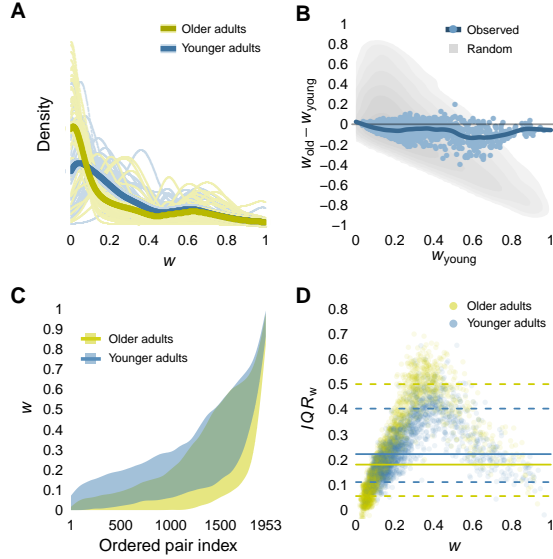 A
Older adults
Younger adults
Density
0 0.2 0.4 0.6 0.8 1
w
B
Observed
Random
1
0.8
0.6
0.4
0.2
0
−0.2
−0.4
−0.6
−0.8
−1
w_old − w_young
0 0.2 0.4 0.6 0.8 1
w_young
C
Older adults
Younger adults
1
0.9
0.8
0.7
0.6
0.5
0.4
0.3
0.2
0.1
0
w
1 500 1000 1500 1953
Ordered pair index
D
Older adults
Younger adults
0.8
0.7
0.6
0.5
0.4
0.3
0.2
0.1
0
IQR_w
0 0.2 0.4 0.6 0.8 1
w